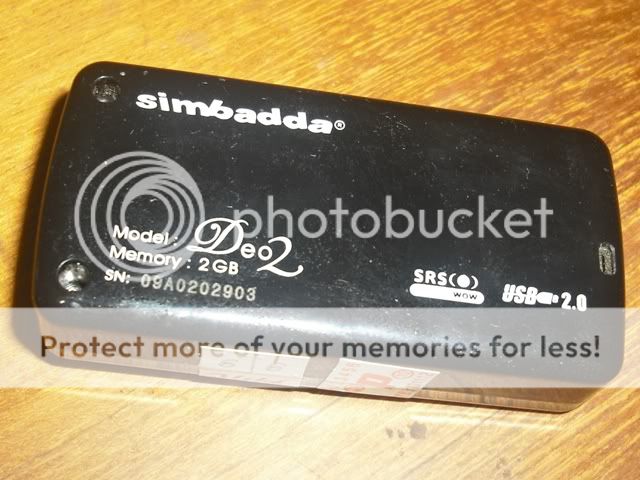 simbadda®
photobucket
Model : Deo2
Memory : 2GB
SN: 09A0202903
SRS(●)
WOW
USB 2.0
Protect more of your memories for less!